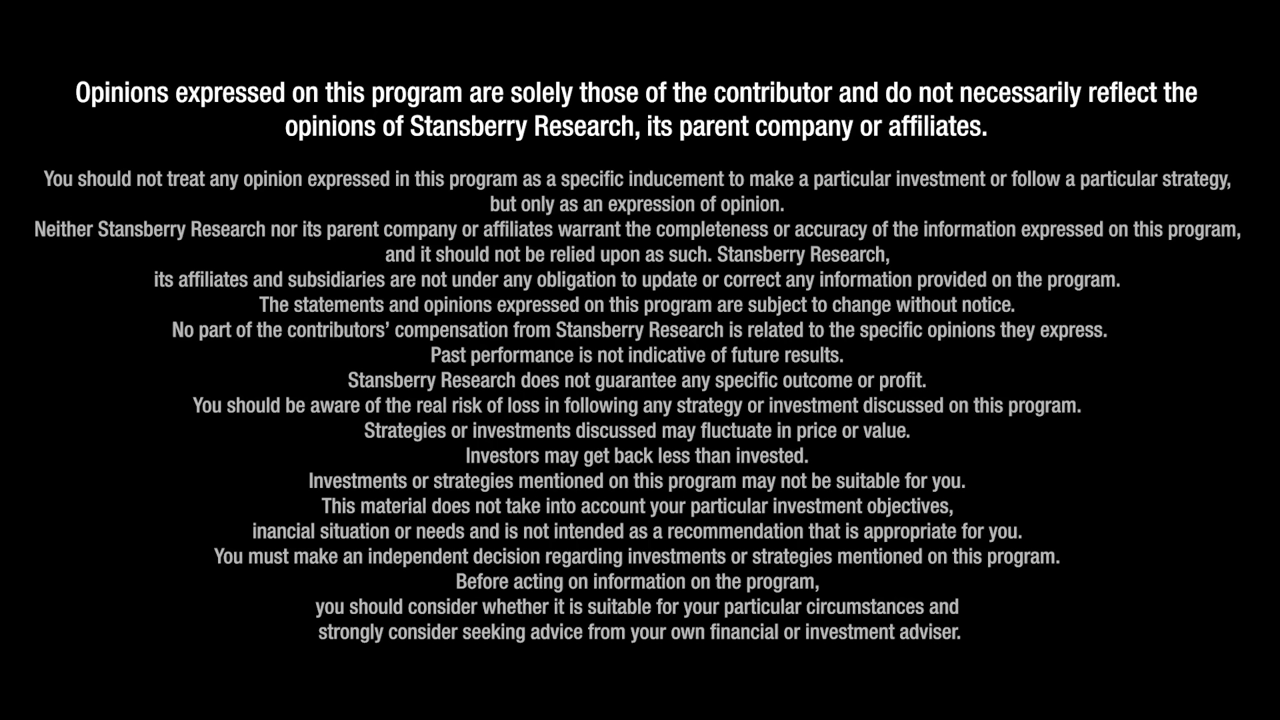 Opinions expressed on this program are solely those of the contributor and do not necessarily reflect the
opinions of Stansberry Research, its parent company or affiliates.
You should not treat any opinion expressed in this program as a specific inducement to make a particular investment or follow a particular strategy,
but only as an expression of opinion.
Neither Stansberry Research nor its parent company or affiliates warrant the completeness or accuracy of the information expressed on this program,
and it should not be relied upon as such. Stansberry Research,
its affiliates and subsidiaries are not under any obligation to update or correct any information provided on the program.
The statements and opinions expressed on this program are subject to change without notice.
No part of the contributors’ compensation from Stansberry Research is related to the specific opinions they express.
Past performance is not indicative of future results.
Stansberry Research does not guarantee any specific outcome or profit.
You should be aware of the real risk of loss in following any strategy or investment discussed on this program.
Strategies or investments discussed may fluctuate in price or value.
Investors may get back less than invested.
Investments or strategies mentioned on this program may not be suitable for you.
This material does not take into account your particular investment objectives,
inancial situation or needs and is not intended as a recommendation that is appropriate for you.
You must make an independent decision regarding investments or strategies mentioned on this program.
Before acting on information on the program,
you should consider whether it is suitable for your particular circumstances and
strongly consider seeking advice from your own financial or investment adviser.